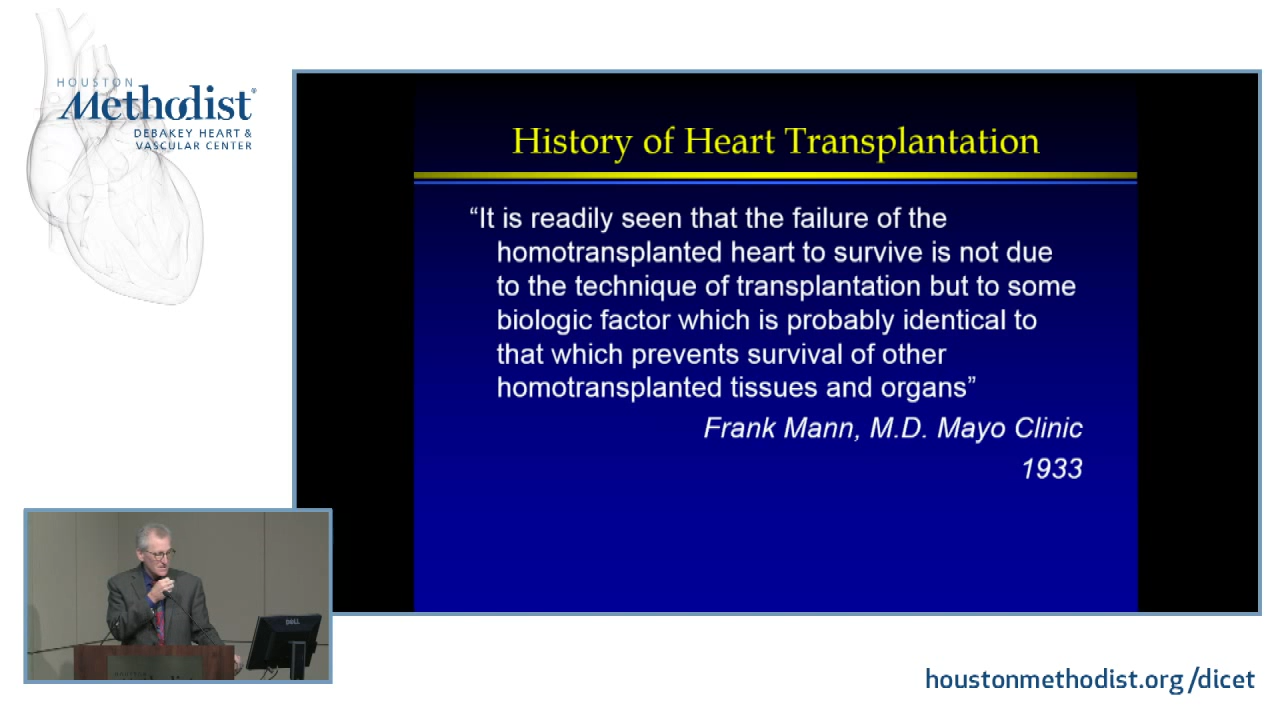 HOUSTON
Methodist®
DEBAKEY HEART &
VASCULAR CENTER
History of Heart Transplantation
“It is readily seen that the failure of the
homotransplanted heart to survive is not due
to the technique of transplantation but to some
biologic factor which is probably identical to
that which prevents survival of other
homotransplanted tissues and organs”
Frank Mann, M.D. Mayo Clinic
1933
DELL
HOUSTON
houstonmethodist.org/dicet